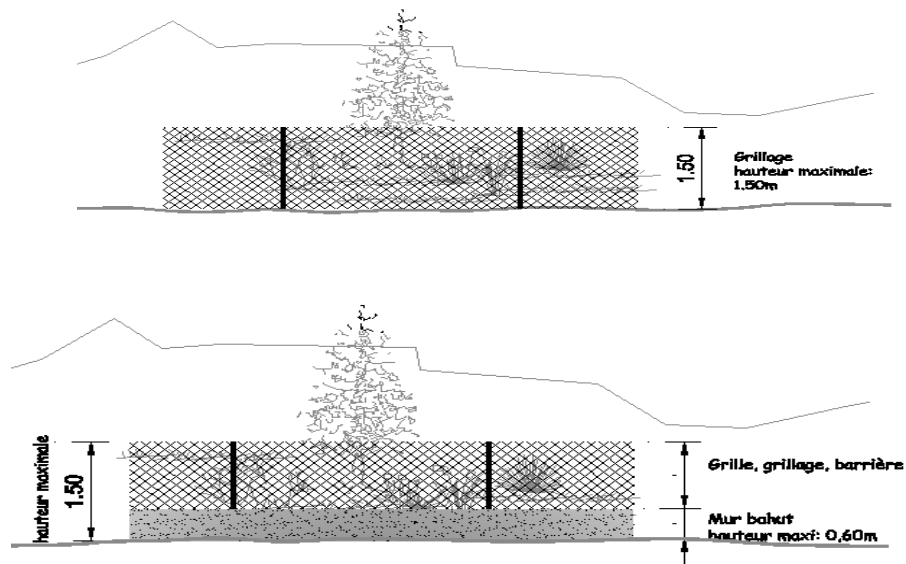 1.50
Grillage
hauteur maximale:
1.50m
hauteur maximale
1.50
Grille, grillage, barrière
Mur bahut
hauteur maxi: 0,60m